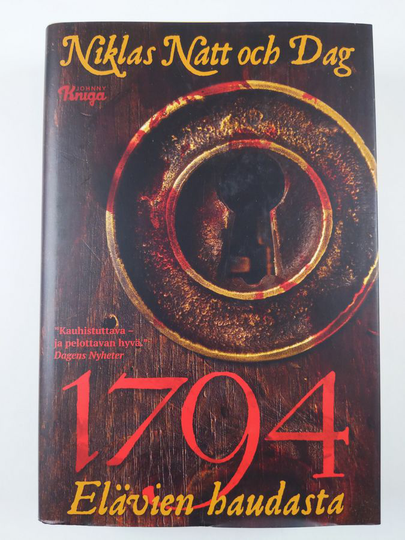 Niklas Natt och Dag
JOHNNY
Kniga
"Kauhistuttava –
ja pelottavan hyvä."
Dagens Nyheter
1794
Elävien haudasta